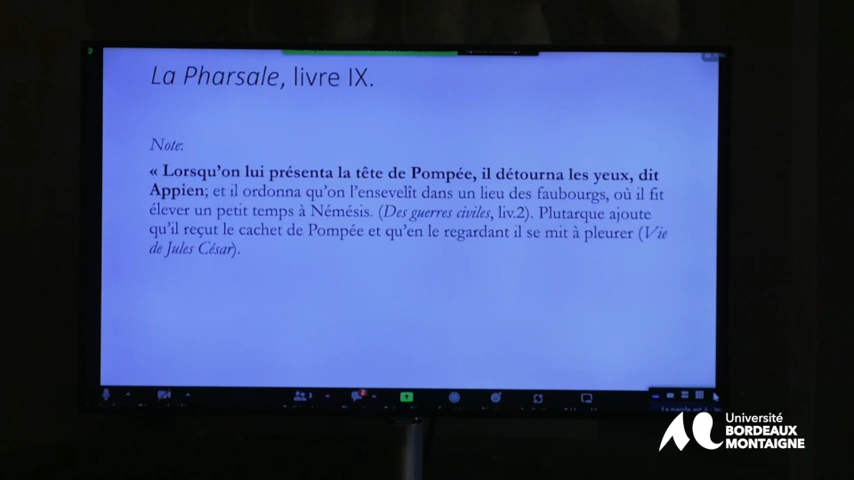 La Pharsale, livre IX.
Note:
« Lorsqu’on lui présenta la tête de Pompée, il détourna les yeux, dit
Appien; et il ordonna qu’on l’ensevelît dans un lieu des faubourgs, où il fit
élever un petit temps à Némésis. (Des guerres civiles, liv.2). Plutarque ajoute
qu’il reçut le cachet de Pompée et qu’en le regardant il se mit à pleurer (Vie
de Jules César).
Université
BORDEAUX
MONTAIGNE